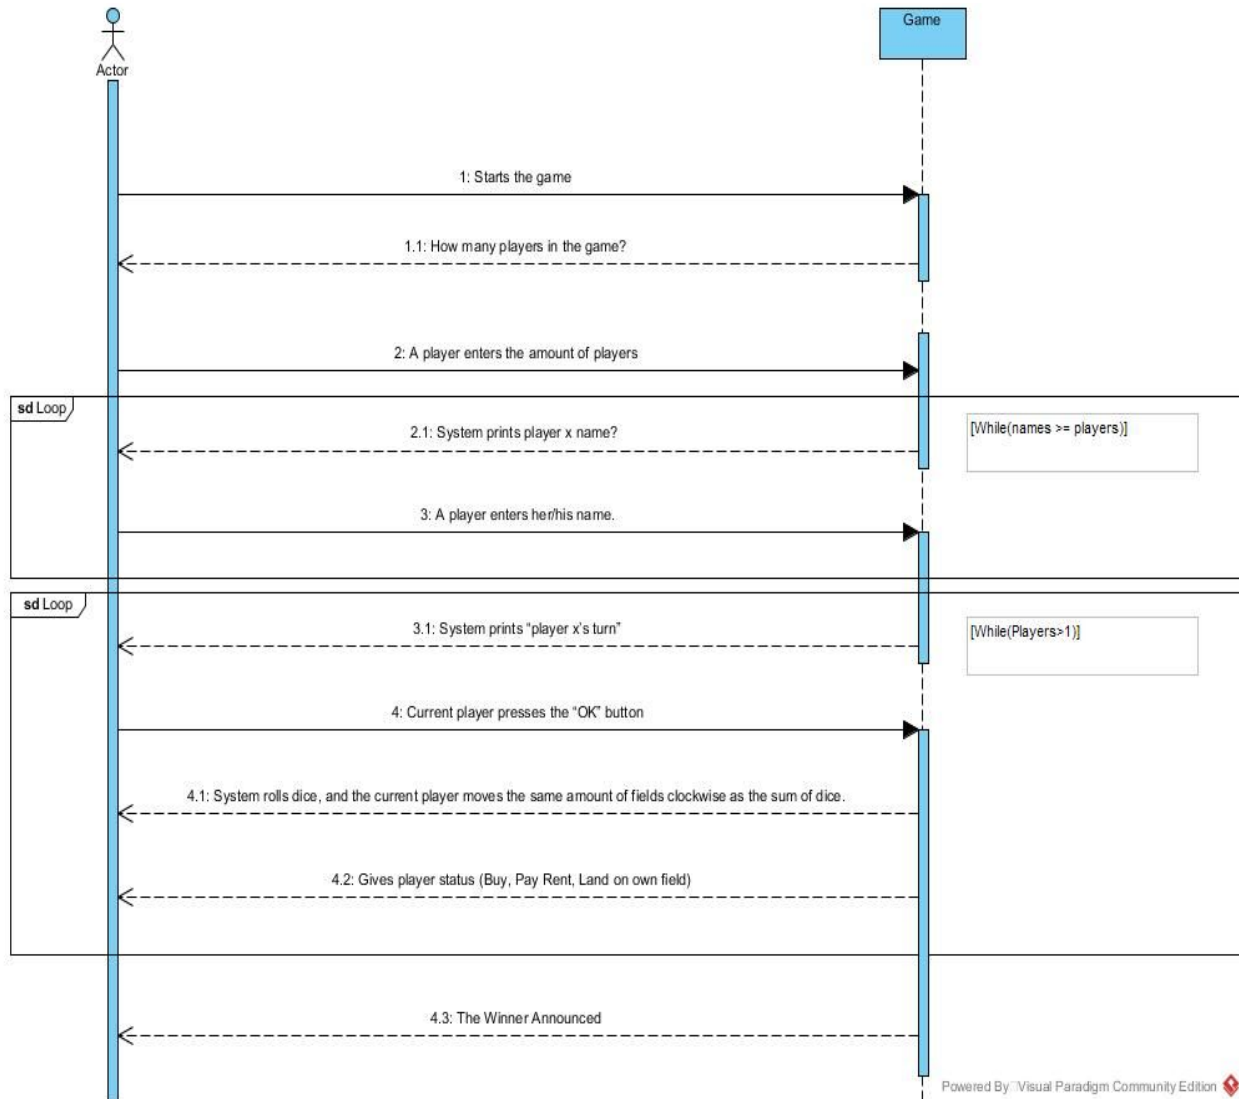 Game
Actor
1: Starts the game
1.1: How many players in the game?
2: A player enters the amount of players
sd Loop
2.1: System prints player x name?
[While(names >= players)]
3: A player enters her/his name.
sd Loop
3.1: System prints “player x’s turn”
[While(Players>1)]
4: Current player presses the “OK” button
4.1: System rolls dice, and the current player moves the same amount of fields clockwise as the sum of dice.
4.2: Gives player status (Buy, Pay Rent, Land on own field)
4.3: The Winner Announced
Powered By Visual Paradigm Community Edition